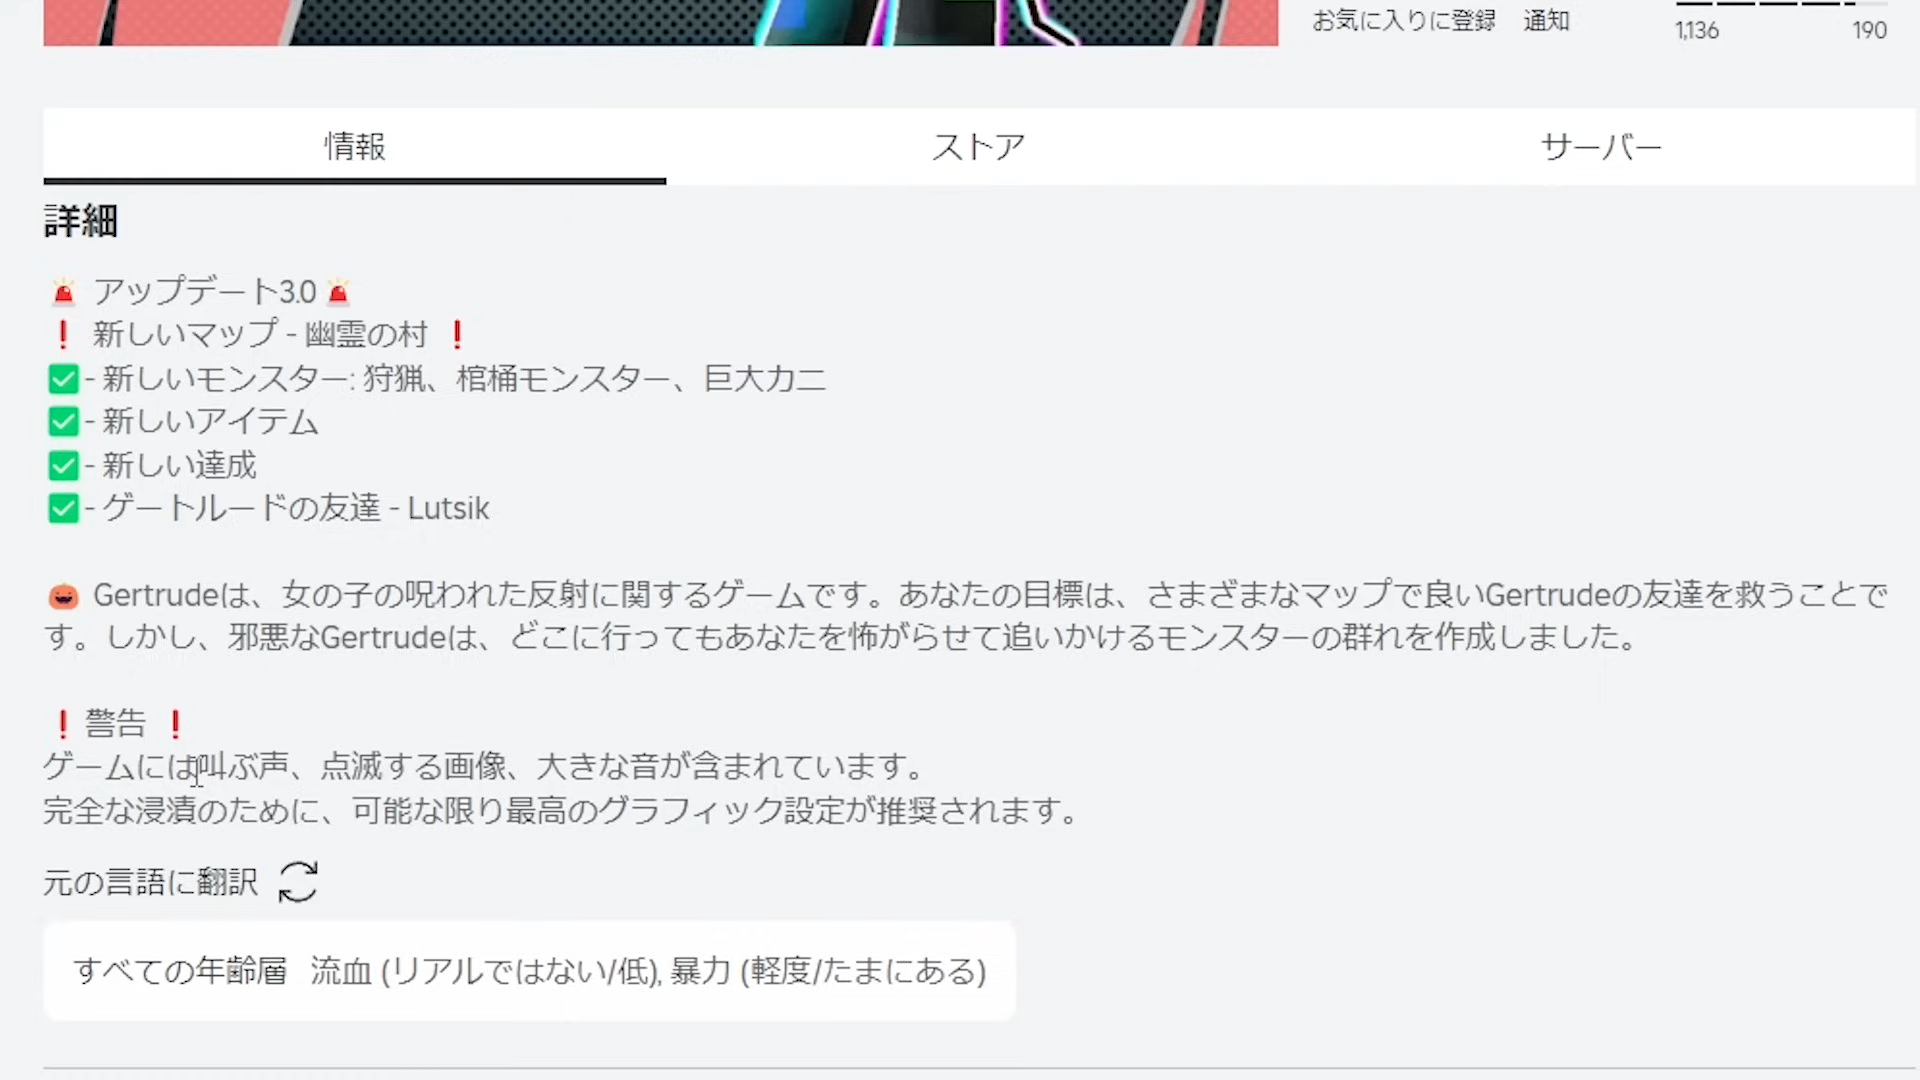 お気に入りに登録 通知 1,136 190
情報 ストア サーバー
詳細
🚨 アップデート3.0 🚨
❗ 新しいマップ - 幽霊の村 ❗
✅- 新しいモンスター: 狩猟、棺桶モンスター、巨大カニ
✅- 新しいアイテム
✅- 新しい達成
✅- ゲートルードの友達 - Lutsik
🎃 Gertrudeは、女の子の呪われた反射に関するゲームです。あなたの目標は、さまざまなマップで良いGertrudeの友達を救うことで
す。しかし、邪悪なGertrudeは、どこに行ってもあなたを怖がらせて追いかけるモンスターの群れを作成しました。
❗警告 ❗
ゲームには叫ぶ声、点滅する画像、大きな音が含まれています。
完全な浸漬のために、可能な限り最高のグラフィック設定が推奨されます。
元の言語に翻訳
すべての年齢層 流血 (リアルではない/低), 暴力 (軽度/たまにある)